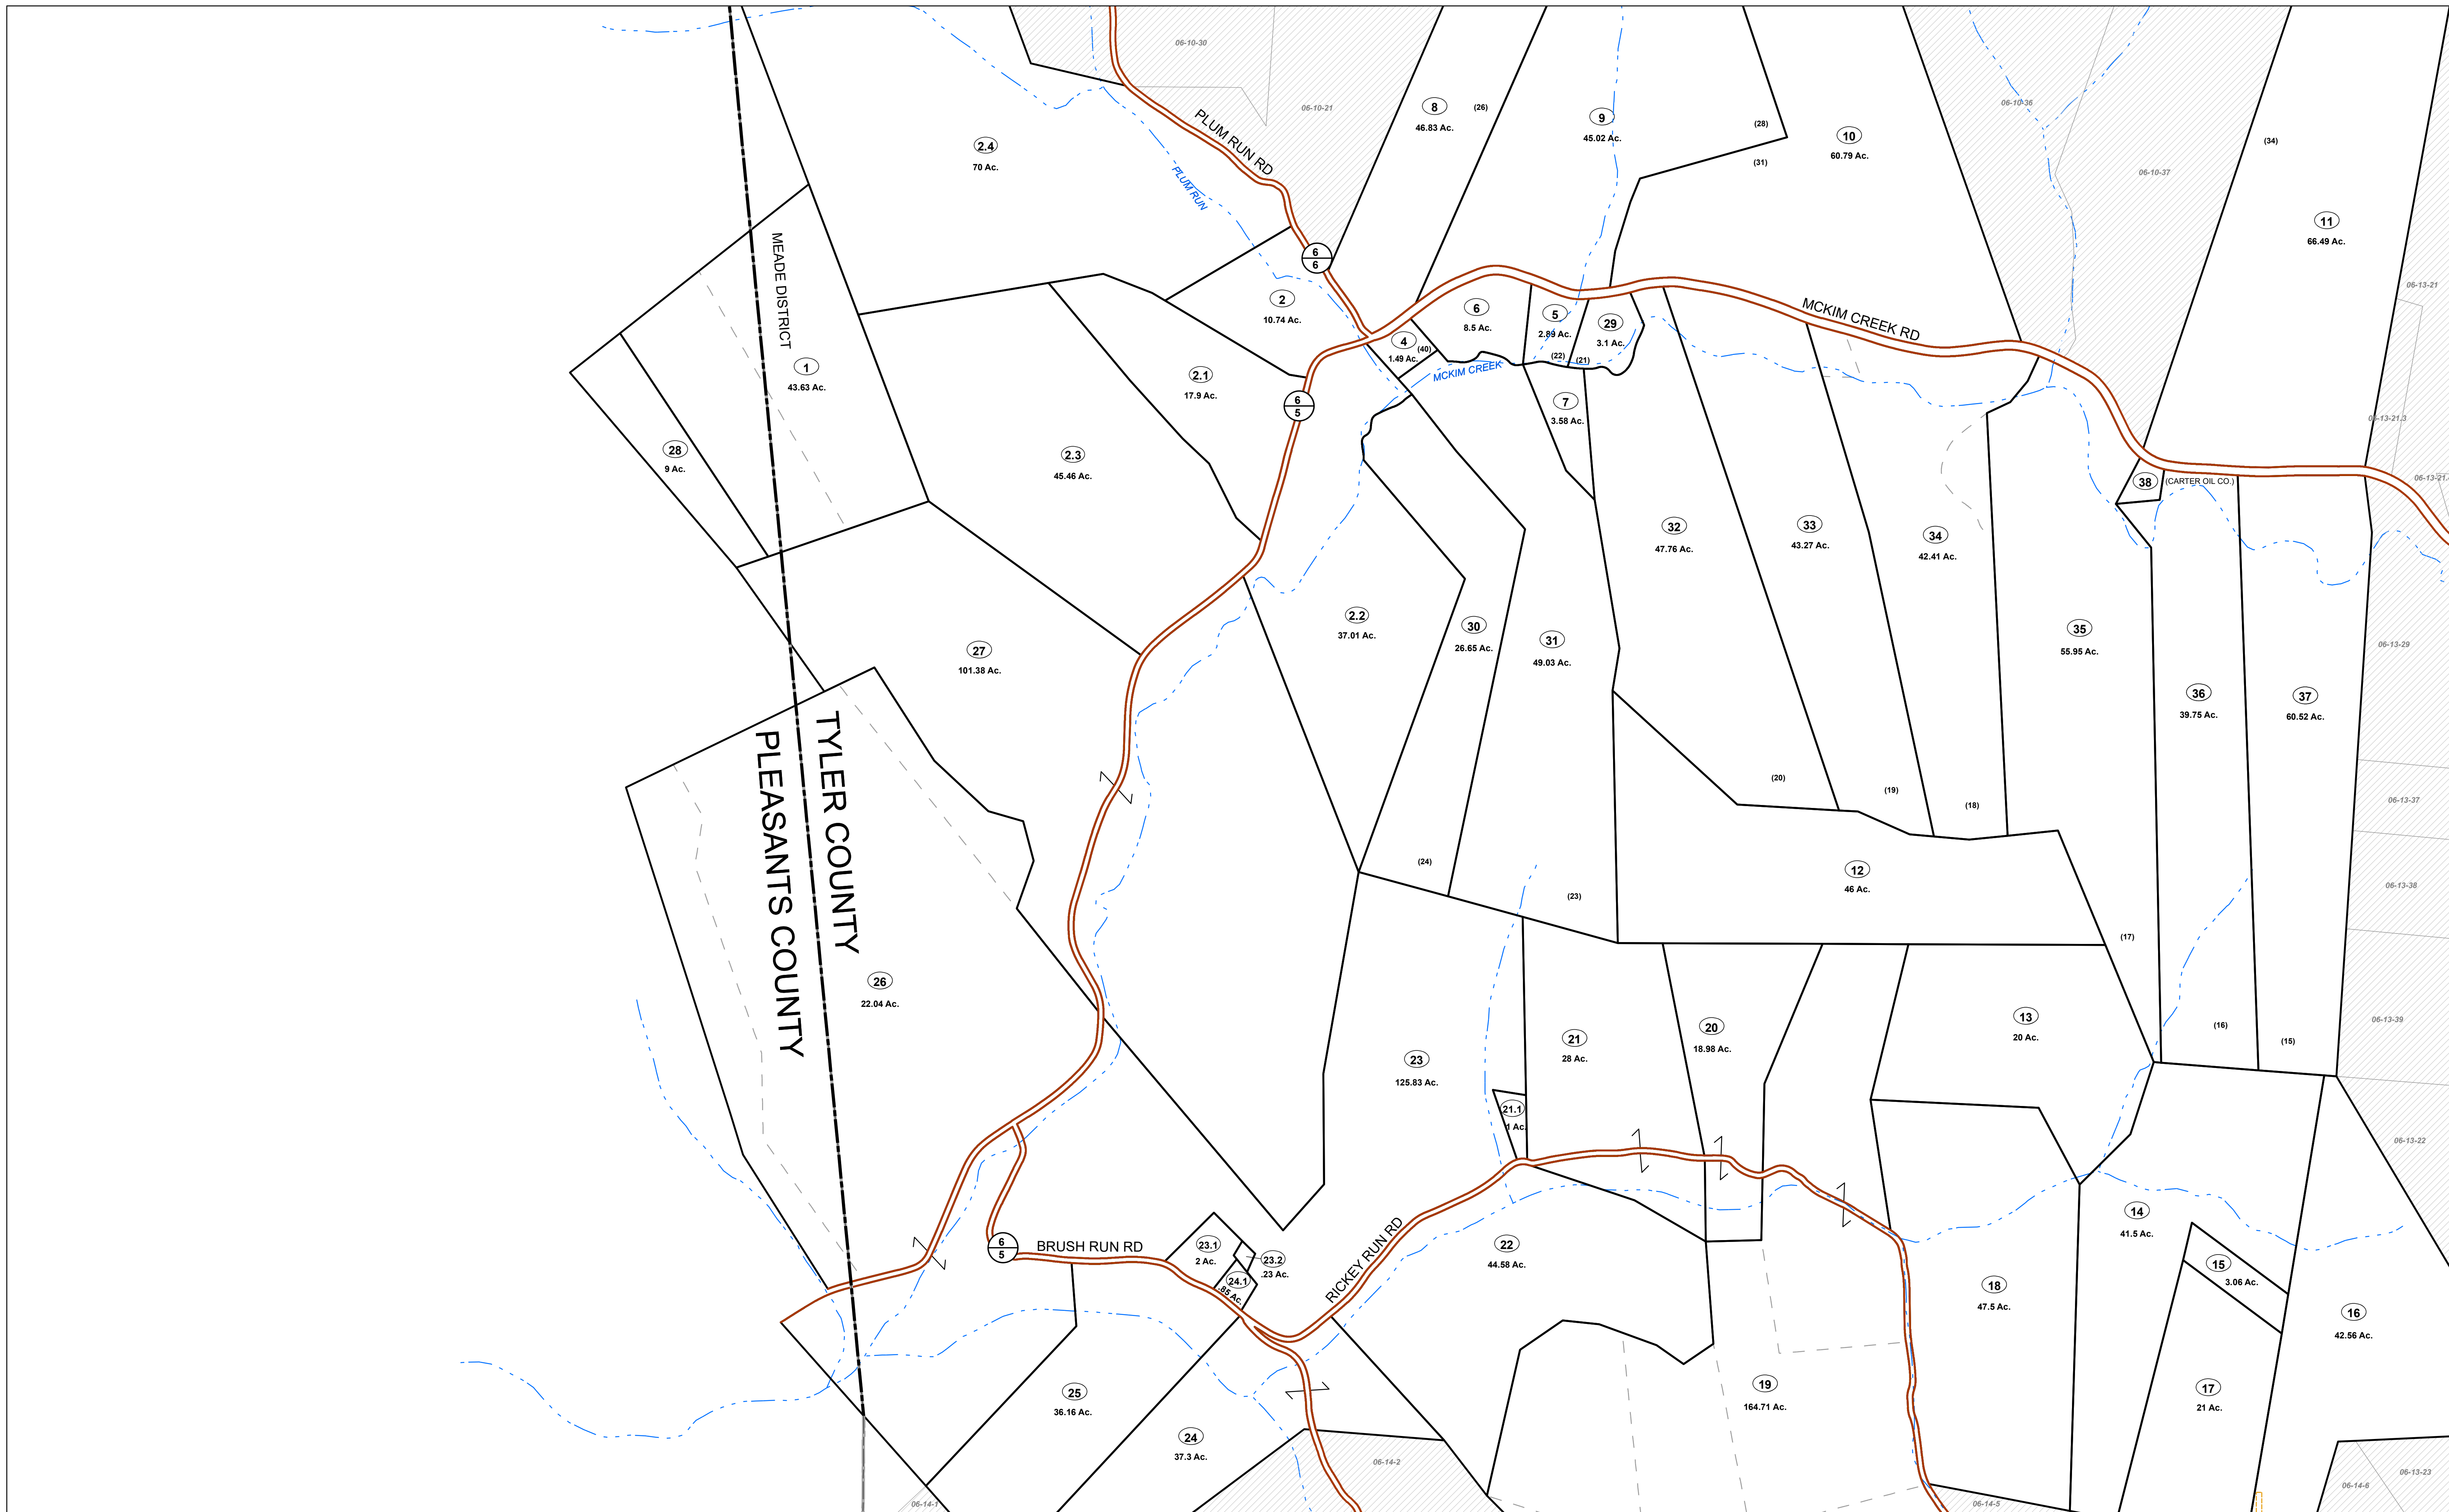 06-10-30
06-10-21
PLUM RUN RD
PLUM RUN
2.4
70 Ac.
8
46.83 Ac.
(26)
9
45.02 Ac.
(28)
(31)
10
60.79 Ac.
06-10-36
06-10-37
(34)
11
66.49 Ac.
06-13-21
06-13-21.3
MEADE DISTRICT
1
43.63 Ac.
28
9 Ac.
6
6
2
10.74 Ac.
2.1
17.9 Ac.
6
5
2.3
45.46 Ac.
4
1.49 Ac.
(40)
6
8.5 Ac.
5
2.89 Ac.
(22)
(21)
29
3.1 Ac.
MCKIM CREEK
MCKIM CREEK RD
7
3.58 Ac.
38
(CARTER OIL CO.)
32
47.76 Ac.
33
43.27 Ac.
34
42.41 Ac.
35
55.95 Ac.
36
39.75 Ac.
37
60.52 Ac.
06-13-29
06-13-37
06-13-38
06-13-39
06-13-22
27
101.38 Ac.
2.2
37.01 Ac.
30
26.65 Ac.
31
49.03 Ac.
(20)
(19)
(18)
(24)
(23)
(17)
(16)
(15)
12
46 Ac.
TYLER COUNTY
PLEASANTS COUNTY
26
22.04 Ac.
23
125.83 Ac.
21
28 Ac.
20
18.98 Ac.
13
20 Ac.
21.1
1 Ac.
6
5
BRUSH RUN RD
23.1
2 Ac.
23.2
.23 Ac.
24.1
.85 Ac.
RICKEY RUN RD
22
44.58 Ac.
14
41.5 Ac.
15
3.06 Ac.
16
42.56 Ac.
18
47.5 Ac.
17
21 Ac.
19
164.71 Ac.
25
36.16 Ac.
24
37.3 Ac.
06-14-2
06-14-1
06-14-5
06-14-6
06-13-23